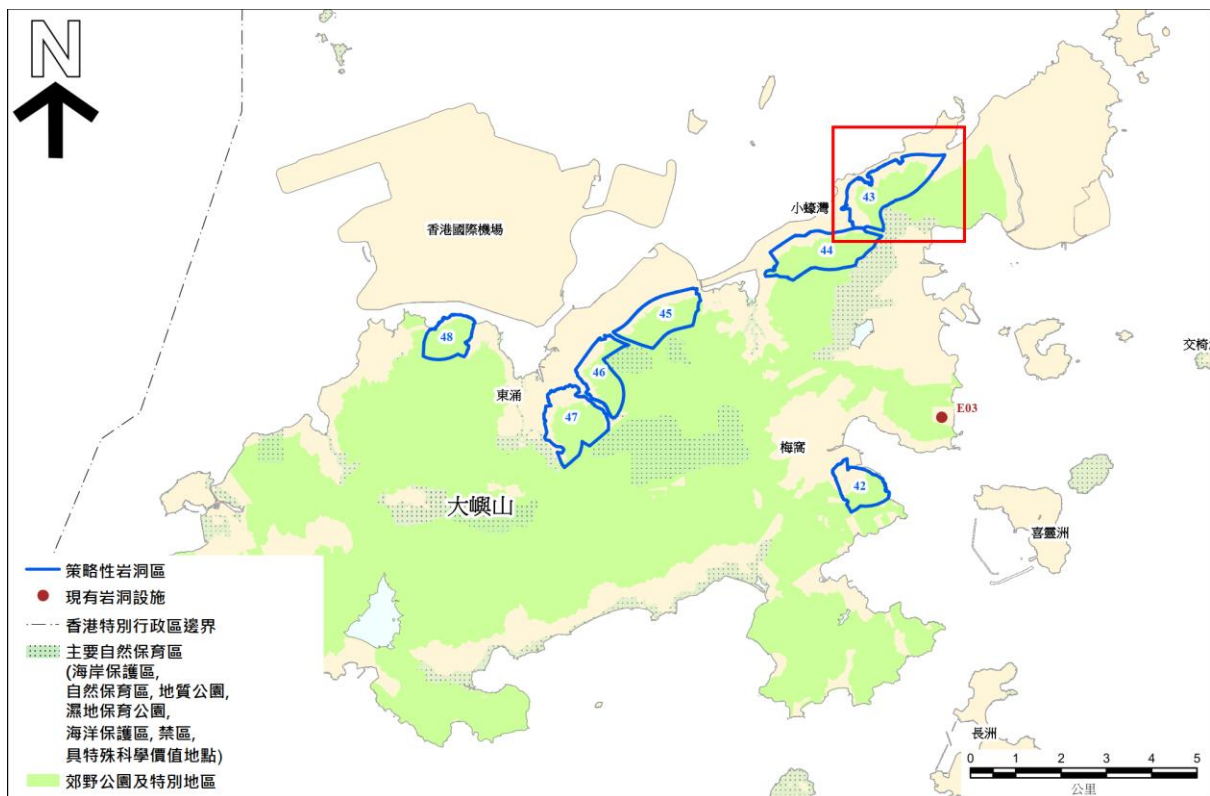 N
43
小蠔灣
香港國際機場
44
45
48
46
東涌
47
E03
梅窩
42
大嶼山
喜靈洲
策略性岩洞區
現有岩洞設施
香港特別行政區邊界
主要自然保育區
(海岸保護區,
自然保育區, 地質公園,
濕地保育公園,
海洋保護區, 禁區,
具特殊科學價值地點)
郊野公園及特別地區
長洲
0 1 2 3 4 5
公里